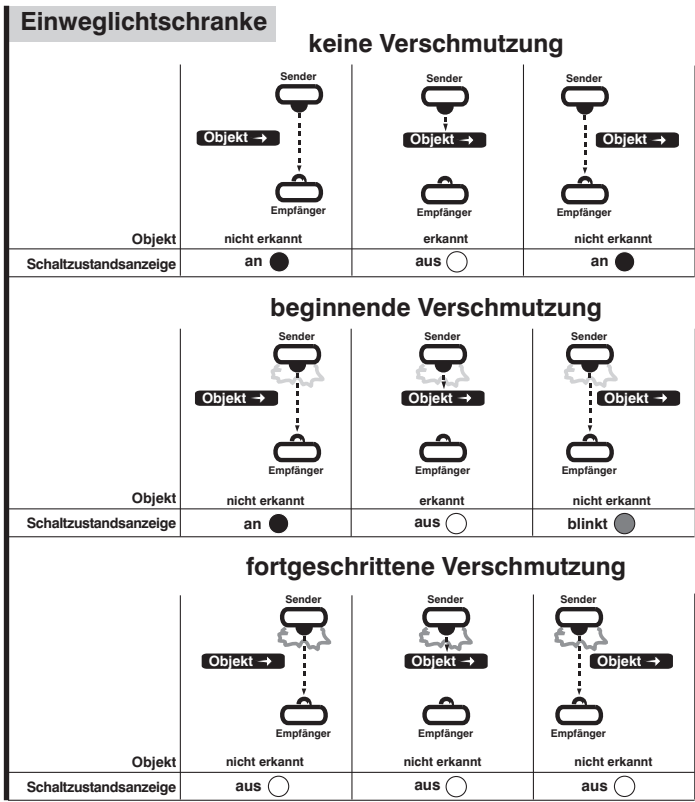 Einweglichtschranke
keine Verschmutzung
Sender Sender Sender
Objekt → Objekt → Objekt →
Empfänger Empfänger Empfänger
Objekt nicht erkannt erkannt nicht erkannt
Schaltzustandsanzeige an aus an
beginnende Verschmutzung
Sender Sender Sender
Objekt → Objekt → Objekt →
Empfänger Empfänger Empfänger
Objekt nicht erkannt erkannt nicht erkannt
Schaltzustandsanzeige an aus blinkt
fortgeschrittene Verschmutzung
Sender Sender Sender
Objekt → Objekt → Objekt →
Empfänger Empfänger Empfänger
Objekt nicht erkannt nicht erkannt nicht erkannt
Schaltzustandsanzeige aus aus aus